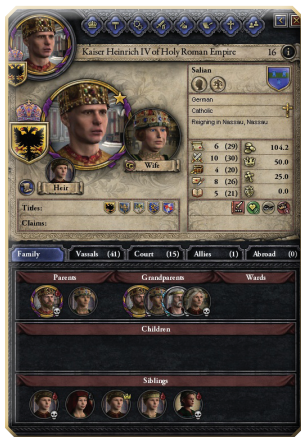 Kaiser Heinrich IV of Holy Roman Empire 16
Salian
German
Catholic
Reigning in Nassau, Nassau
Wife
Heir
6 (29) 104.2
10 (30) 50.0
4 (20) 25.0
8 (26) 0.0
5 (21)
Titles:
Claims:
Family Vassals (41) Court (15) Allies (1) Abroad (0)
Parents Grandparents Wards
Children
Siblings